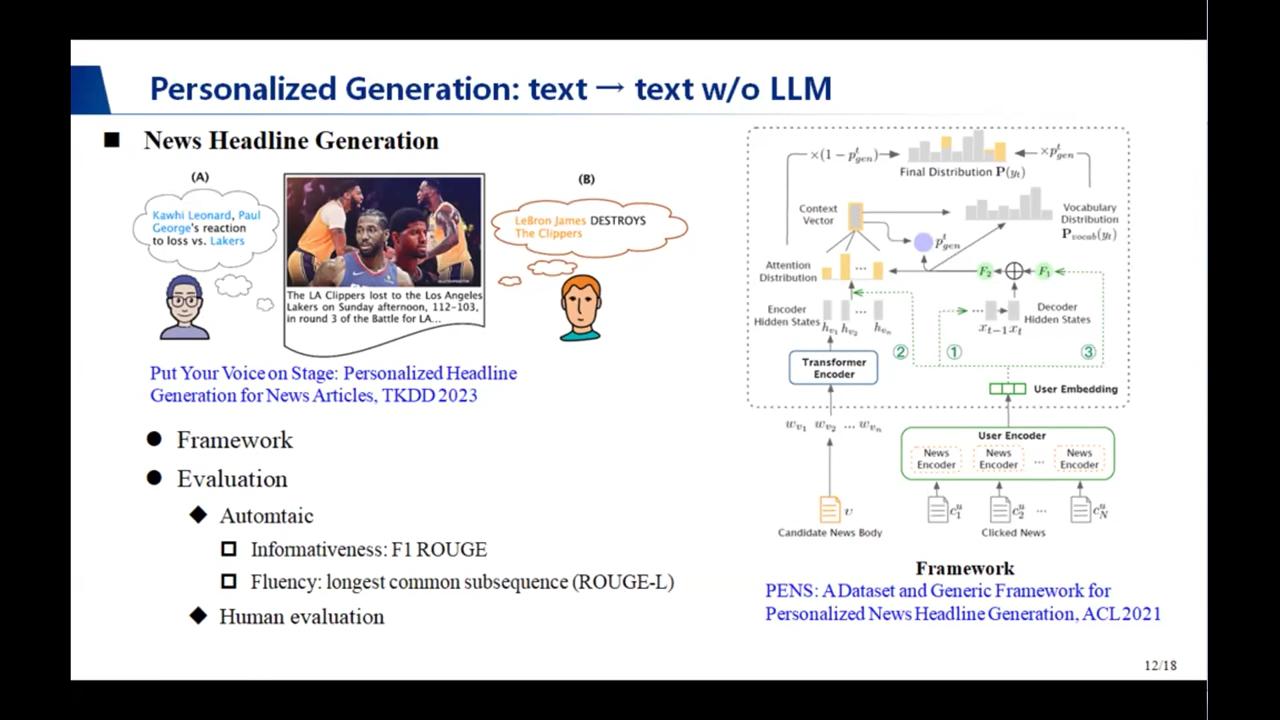 Personalized Generation: text → text w/o LLM
■ News Headline Generation
(A)
Kawhi Leonard, Paul
George's reaction
to loss vs. Lakers
(B)
LeBron James DESTROYS
The Clippers
The LA Clippers lost to the Los Angeles
Lakers on Sunday afternoon, 112-103,
in round 3 of the Battle for LA...
Put Your Voice on Stage: Personalized Headline
Generation for News Articles, TKDD 2023
● Framework
● Evaluation
◆ Automtaic
Informativeness: F1 ROUGE
Fluency: longest common subsequence (ROUGE-L)
◆ Human evaluation
×(1 − p^t_gen)
×p^t_gen
Final Distribution P(y_t)
Context
Vector
Vocabulary
Distribution
P_vocab(y_t)
p^t_gen
Attention
Distribution
...
F_2
F_1
Encoder
Hidden States
...
h_v1 h_v2 h_vn
...
x_t−1 x_t
Decoder
Hidden States
② ① ③
Transformer
Encoder
User Embedding
w_v1 w_v2 ... w_vn
User Encoder
News
Encoder
News
Encoder
...
News
Encoder
v
c^u_1
c^u_2
...
c^u_N
Candidate News Body
Clicked News
Framework
PENS: A Dataset and Generic Framework for
Personalized News Headline Generation, ACL 2021
12/18